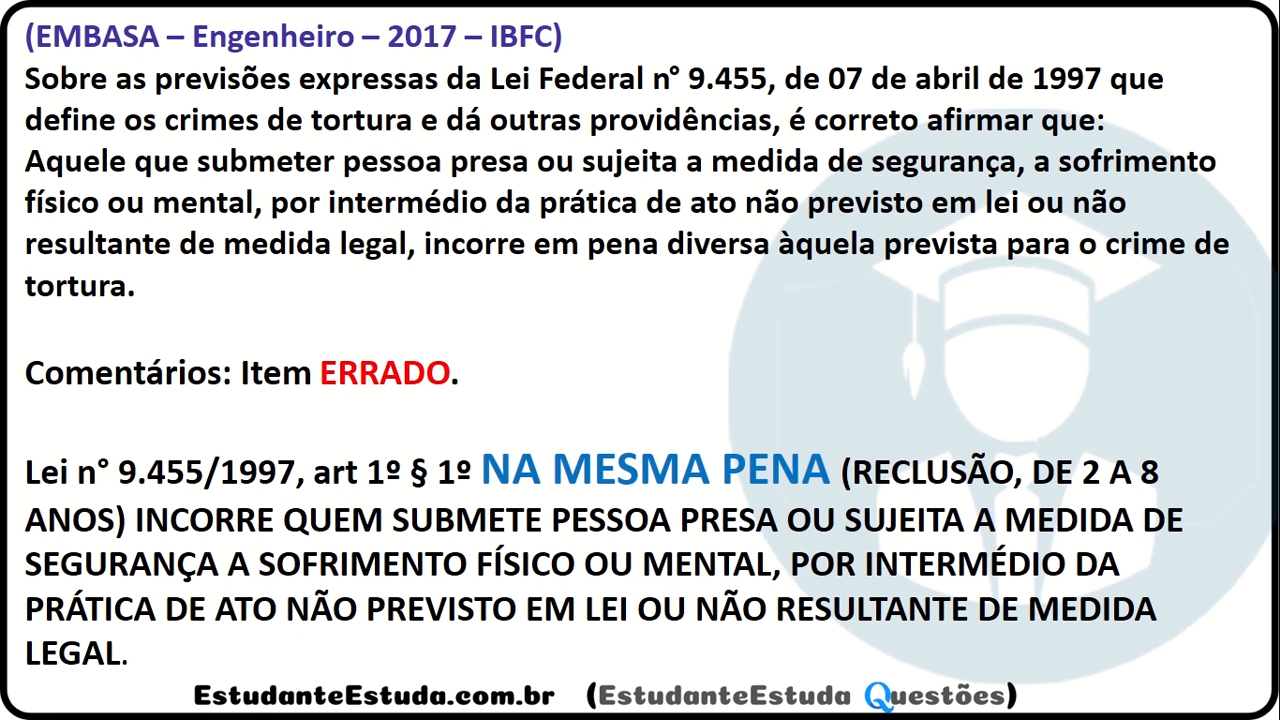 (EMBASA – Engenheiro – 2017 – IBFC)
Sobre as previsões expressas da Lei Federal n° 9.455, de 07 de abril de 1997 que
define os crimes de tortura e dá outras providências, é correto afirmar que:
Aquele que submeter pessoa presa ou sujeita a medida de segurança, a sofrimento
físico ou mental, por intermédio da prática de ato não previsto em lei ou não
resultante de medida legal, incorre em pena diversa àquela prevista para o crime de
tortura.
Comentários: Item ERRADO.
Lei n° 9.455/1997, art 1º § 1º NA MESMA PENA (RECLUSÃO, DE 2 A 8
ANOS) INCORRE QUEM SUBMETE PESSOA PRESA OU SUJEITA A MEDIDA DE
SEGURANÇA A SOFRIMENTO FÍSICO OU MENTAL, POR INTERMÉDIO DA
PRÁTICA DE ATO NÃO PREVISTO EM LEI OU NÃO RESULTANTE DE MEDIDA
LEGAL.
EstudanteEstuda.com.br (EstudanteEstuda Questões)